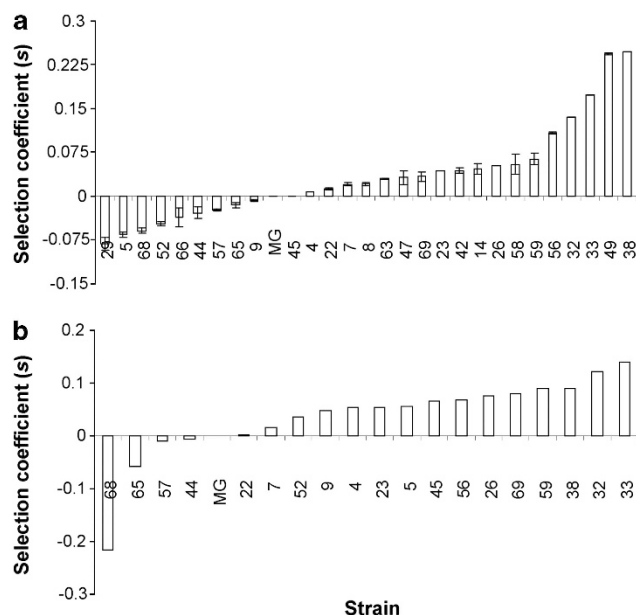 a
Selection coefficient (s)
0.3
0.225
0.15
0.075
0
-0.075
-0.15
29 5 68 52 66 44 57 65 9 MG 45 4 22 7 8 63 47 69 23 42 14 26 58 59 56 32 33 49 38
b
Selection coefficient (s)
0.2
0.1
0
-0.1
-0.2
-0.3
68 65 57 44 MG 22 7 52 9 4 23 5 45 56 26 69 59 38 32 33
Strain